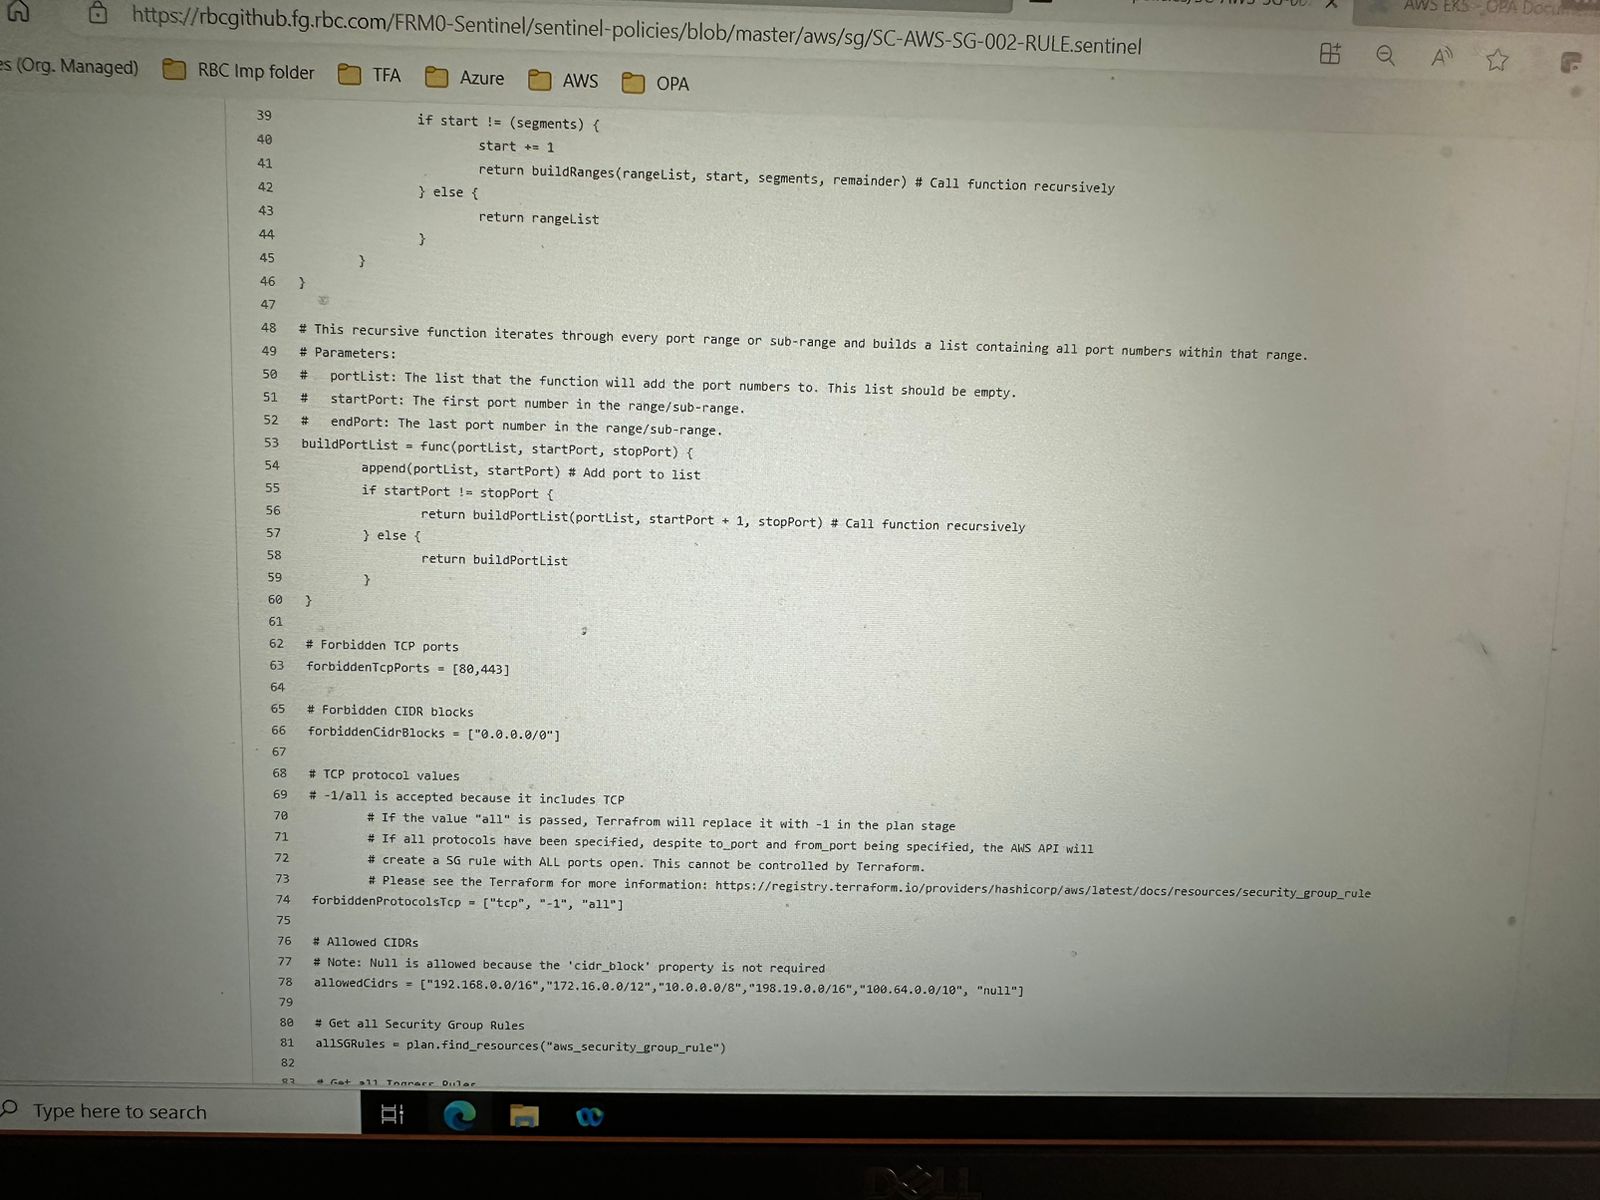 https://rbcgithub.fg.rbc.com/FRM0-Sentinel/sentinel-policies/blob/master/aws/sg/SC-AWS-SG-002-RULE.sentinel
AWS EKS - OPA
es (Org. Managed) RBC Imp folder TFA Azure AWS OPA
39 if start != (segments) {
40 start += 1
41 return buildRanges(rangeList, start, segments, remainder) # Call function recursively
42 } else {
43 return rangeList
44 }
45 }
46 }
47
48 # This recursive function iterates through every port range or sub-range and builds a list containing all port numbers within that range.
49 # Parameters:
50 # portList: The list that the function will add the port numbers to. This list should be empty.
51 # startPort: The first port number in the range/sub-range.
52 # endPort: The last port number in the range/sub-range.
53 buildPortList = func(portList, startPort, stopPort) {
54 append(portList, startPort) # Add port to list
55 if startPort != stopPort {
56 return buildPortList(portList, startPort + 1, stopPort) # Call function recursively
57 } else {
58 return buildPortList
59 }
60 }
61
62 # Forbidden TCP ports
63 forbiddenTcpPorts = [80,443]
64
65 # Forbidden CIDR blocks
66 forbiddenCidrBlocks = ["0.0.0.0/0"]
67
68 # TCP protocol values
69 # -1/all is accepted because it includes TCP
70 # If the value "all" is passed, Terrafrom will replace it with -1 in the plan stage
71 # If all protocols have been specified, despite to_port and from_port being specified, the AWS API will
72 # create a SG rule with ALL ports open. This cannot be controlled by Terraform.
73 # Please see the Terraform for more information: https://registry.terraform.io/providers/hashicorp/aws/latest/docs/resources/security_group_rule
74 forbiddenProtocolsTcp = ["tcp", "-1", "all"]
75
76 # Allowed CIDRs
77 # Note: Null is allowed because the 'cidr_block' property is not required
78 allowedCidrs = ["192.168.0.0/16","172.16.0.0/12","10.0.0.0/8","198.19.0.0/16","100.64.0.0/10", "null"]
79
80 # Get all Security Group Rules
81 allSGRules = plan.find_resources("aws_security_group_rule")
82
83 # Get all Ingress Rules
Type here to search
DELL